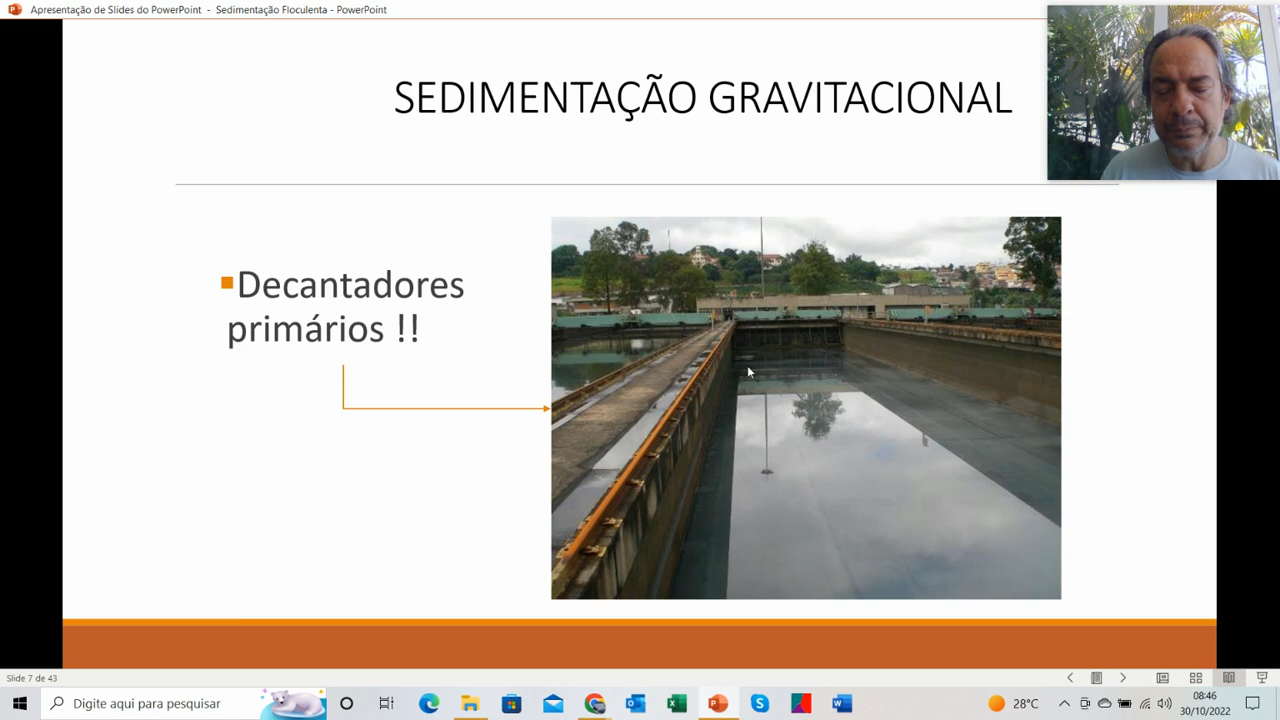 Apresentação de Slides do PowerPoint - Sedimentação Floculenta - PowerPoint
SEDIMENTAÇÃO GRAVITACIONAL
Decantadores
primários !!
Slide 7 de 43
Digite aqui para pesquisar
28°C
08:46
30/10/2022